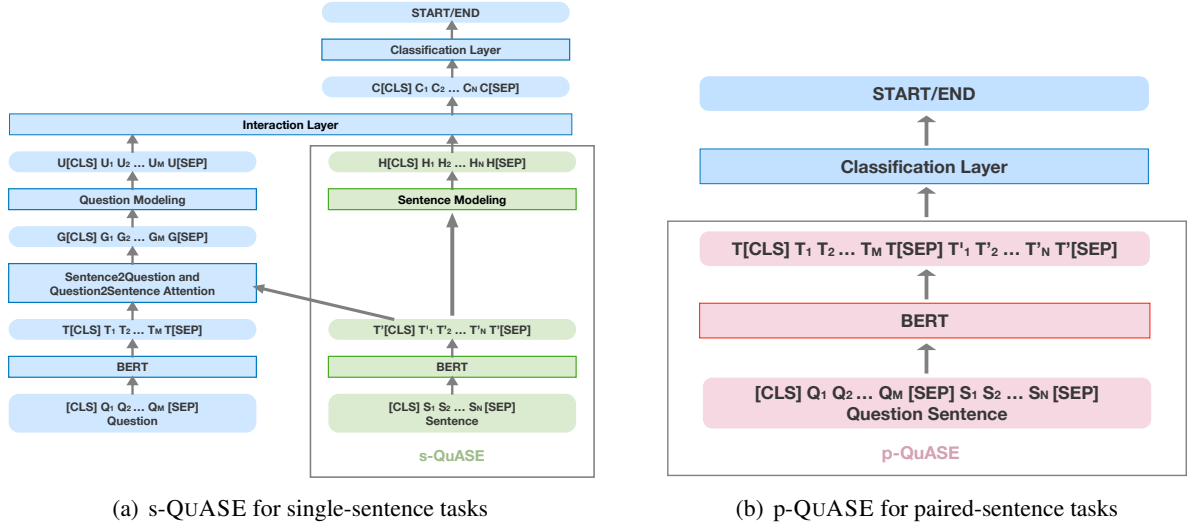 START/END
Classification Layer
C[CLS] C1 C2 … CN C[SEP]
Interaction Layer
U[CLS] U1 U2 … UM U[SEP]
Question Modeling
G[CLS] G1 G2 … GM G[SEP]
Sentence2Question and
Question2Sentence Attention
T[CLS] T1 T2 … TM T[SEP]
BERT
[CLS] Q1 Q2 … QM [SEP]
Question
H[CLS] H1 H2 … HN H[SEP]
Sentence Modeling
T'[CLS] T'1 T'2 … T'N T'[SEP]
BERT
[CLS] S1 S2 … SN [SEP]
Sentence
s-QuASE
(a) s-QUASE for single-sentence tasks
START/END
Classification Layer
T[CLS] T1 T2 … TM T[SEP] T'1 T'2 … T'N T'[SEP]
BERT
[CLS] Q1 Q2 … QM [SEP] S1 S2 … SN [SEP]
Question Sentence
p-QuASE
(b) p-QUASE for paired-sentence tasks